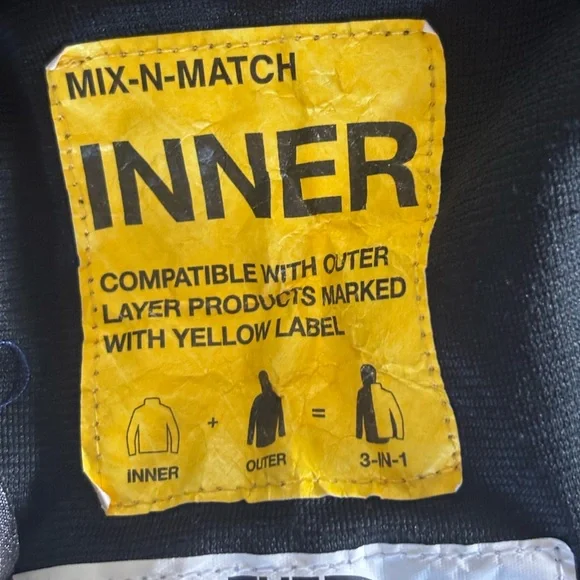 MIX-N-MATCH
INNER
COMPATIBLE WITH OUTER
LAYER PRODUCTS MARKED
WITH YELLOW LABEL
+ =
INNER OUTER 3-IN-1